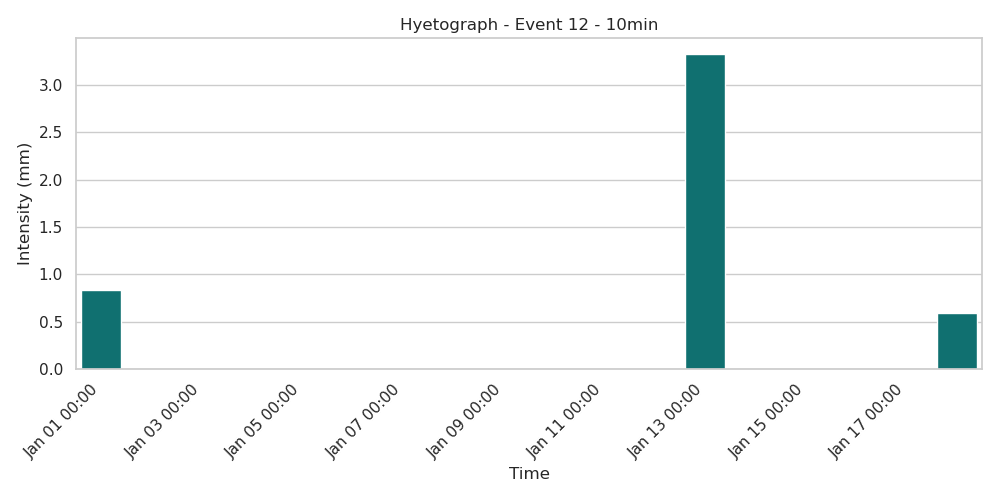 Hyetograph - Event 12 - 10min
Intensity (mm)
3.0
2.5
2.0
1.5
1.0
0.5
0.0
Jan 01 00:00
Jan 03 00:00
Jan 05 00:00
Jan 07 00:00
Jan 09 00:00
Jan 11 00:00
Jan 13 00:00
Jan 15 00:00
Jan 17 00:00
Time